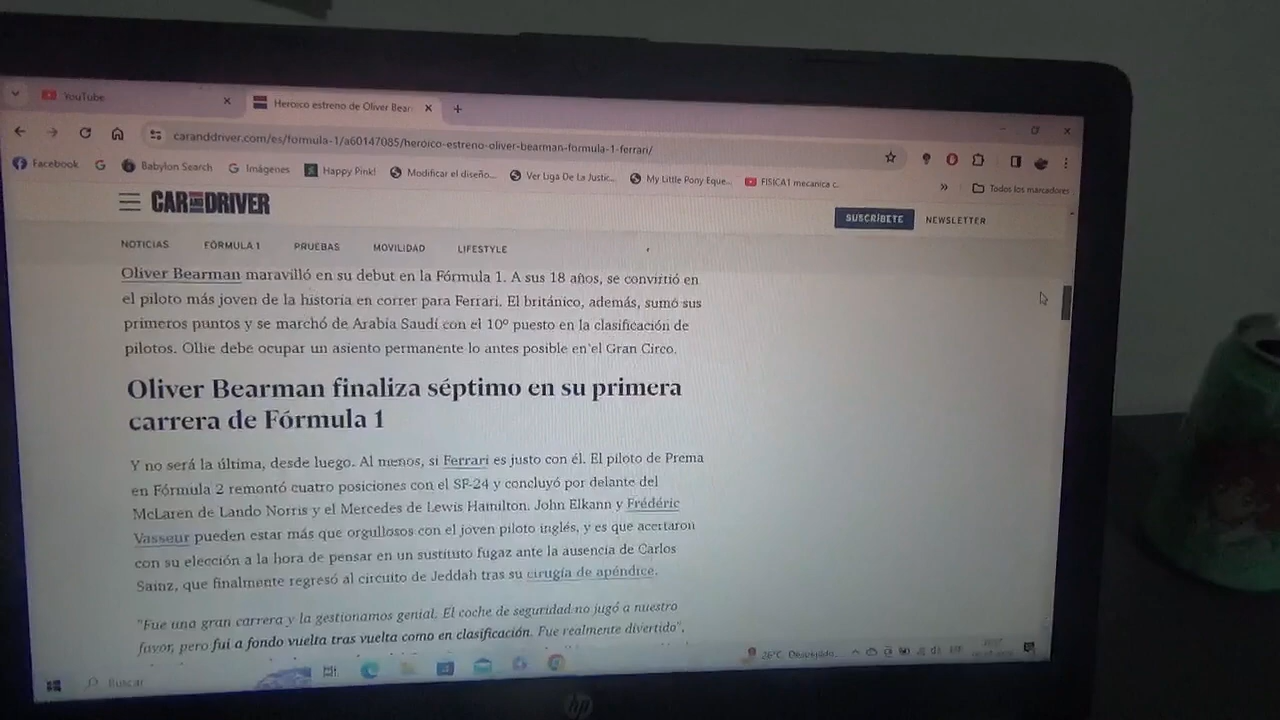 YouTube
Heroico estreno de Oliver Bear
caranddriver.com/es/formula-1/a60147085/heroico-estreno-oliver-bearman-formula-1-ferrari/
Facebook
Babylon Search
Imágenes
Happy Pink!
Modificar el diseño...
Ver Liga De La Justic...
My Little Pony Eque...
FISICA1 mecanica c.
»
Todos los marcadores
CAR AND DRIVER
SUSCRÍBETE
NEWSLETTER
NOTICIAS FÓRMULA 1 PRUEBAS MOVILIDAD LIFESTYLE
Oliver Bearman maravilló en su debut en la Fórmula 1. A sus 18 años, se convirtió en
el piloto más joven de la historia en correr para Ferrari. El británico, además, sumó sus
primeros puntos y se marchó de Arabia Saudí con el 10º puesto en la clasificación de
pilotos. Ollie debe ocupar un asiento permanente lo antes posible en el Gran Circo.
Oliver Bearman finaliza séptimo en su primera
carrera de Fórmula 1
Y no será la última, desde luego. Al menos, si Ferrari es justo con él. El piloto de Prema
en Fórmula 2 remontó cuatro posiciones con el SF-24 y concluyó por delante del
McLaren de Lando Norris y el Mercedes de Lewis Hamilton. John Elkann y Frédéric
Vasseur pueden estar más que orgullosos con el joven piloto inglés, y es que acertaron
con su elección a la hora de pensar en un sustituto fugaz ante la ausencia de Carlos
Sainz, que finalmente regresó al circuito de Jeddah tras su cirugía de apéndice.
"Fue una gran carrera y la gestionamos genial. El coche de seguridad no jugó a nuestro
favor, pero fui a fondo vuelta tras vuelta como en clasificación. Fue realmente divertido",
Buscar
26°C Despejado
ESP
hp